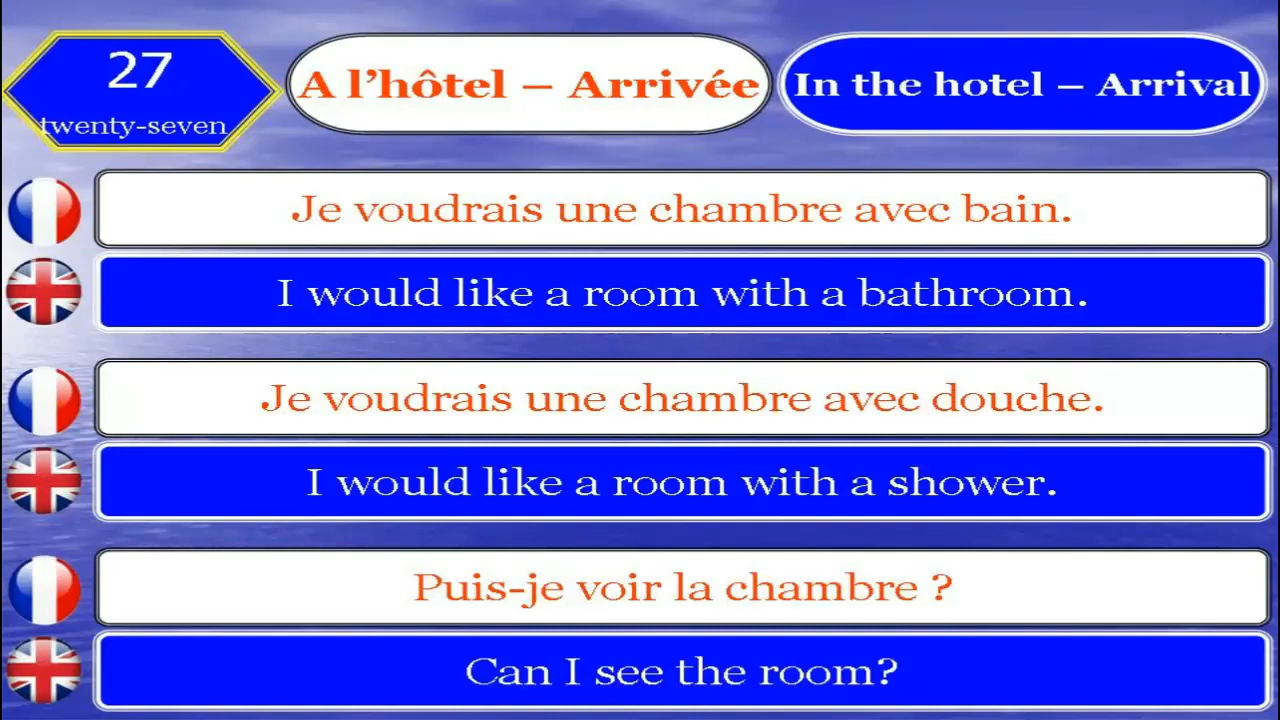 27
twenty-seven
A l'hôtel – Arrivée
In the hotel – Arrival
Je voudrais une chambre avec bain.
I would like a room with a bathroom.
Je voudrais une chambre avec douche.
I would like a room with a shower.
Puis-je voir la chambre ?
Can I see the room?